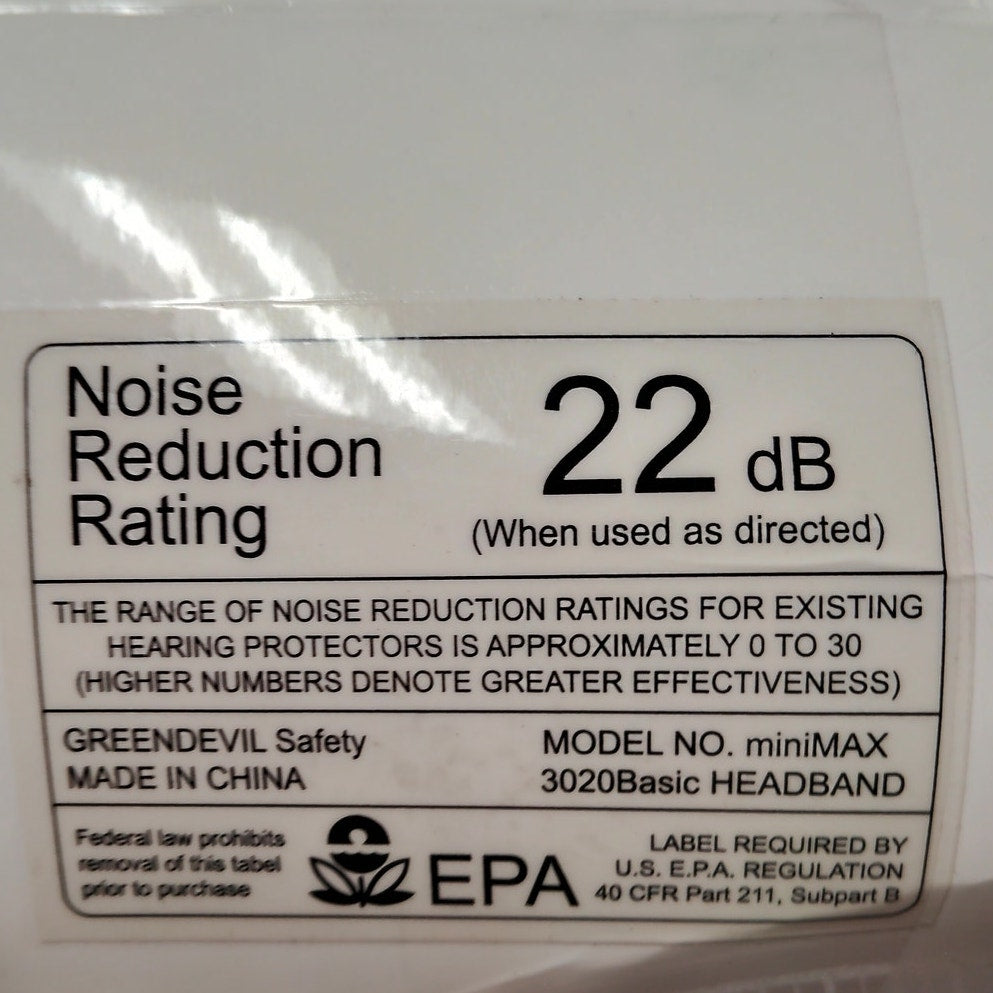 Noise
Reduction
Rating
22 dB
(When used as directed)
THE RANGE OF NOISE REDUCTION RATINGS FOR EXISTING
HEARING PROTECTORS IS APPROXIMATELY 0 TO 30
(HIGHER NUMBERS DENOTE GREATER EFFECTIVENESS)
GREENDEVIL Safety
MADE IN CHINA
MODEL NO. miniMAX
3020Basic HEADBAND
Federal law prohibits
removal of this label
prior to purchase
EPA
LABEL REQUIRED BY
U.S. E.P.A. REGULATION
40 CFR Part 211, Subpart B